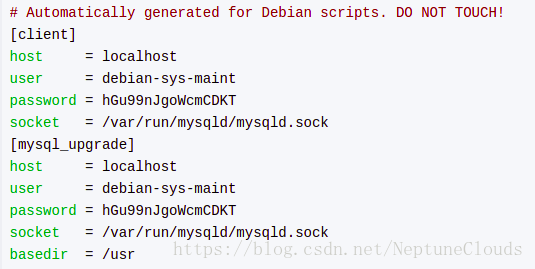 # Automatically generated for Debian scripts. DO NOT TOUCH!
[client]
host     = localhost
user     = debian-sys-maint
password = hGu99nJgoWcmCDKT
socket   = /var/run/mysqld/mysqld.sock
[mysql_upgrade]
host     = localhost
user     = debian-sys-maint
password = hGu99nJgoWcmCDKT
socket   = /var/run/mysqld/mysqld.sock
basedir  = /usr
https://blog.csdn.net/NeptuneClouds